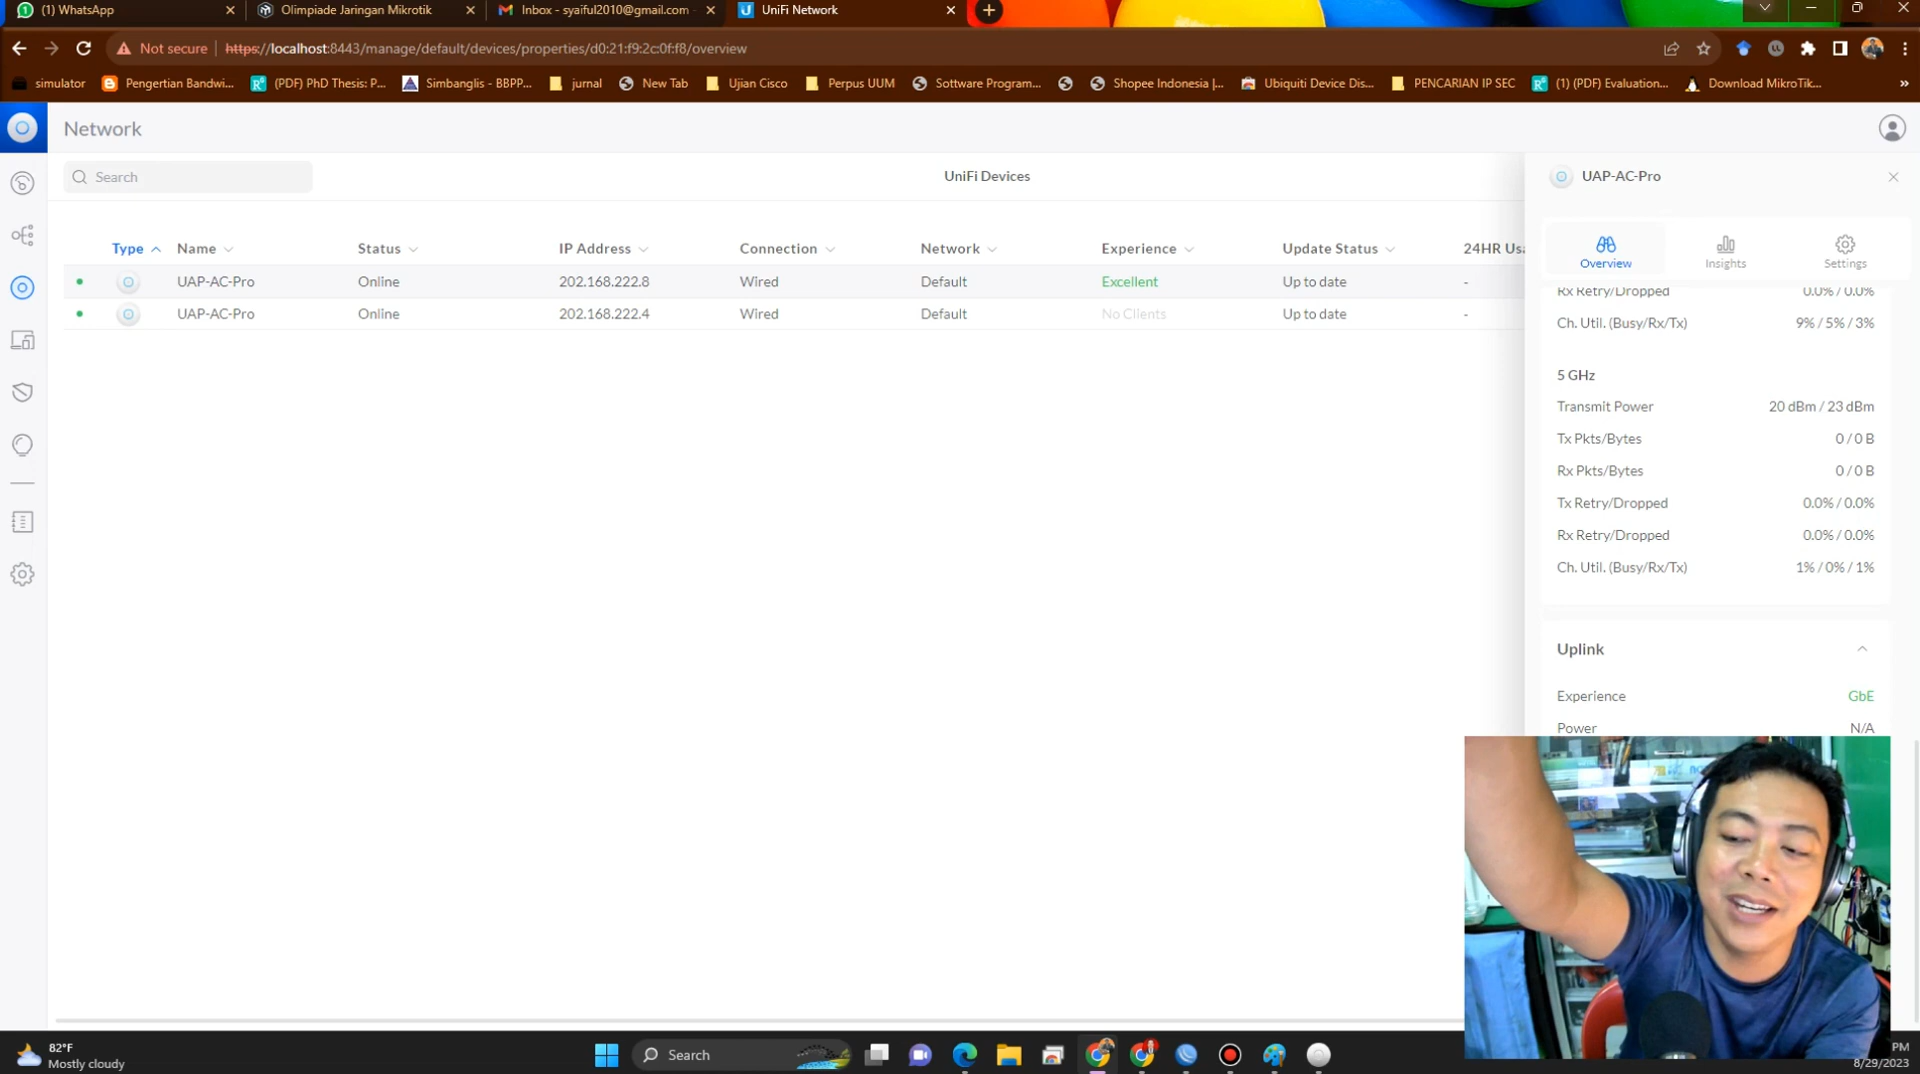 (1) WhatsApp
Olimpiade Jaringan Mikrotik
Inbox - syaiful2010@gmail.com
UniFi Network
Not secure
https://localhost:8443/manage/default/devices/properties/d0:21:f9:2c:0f:f8/overview
simulator
Pengertian Bandwi...
(PDF) PhD Thesis: P...
Simbanglis - BBPP...
jurnal
New Tab
Ujian Cisco
Perpus UUM
Sottware Program...
Shopee Indonesia |...
Ubiquiti Device Dis...
PENCARIAN IP SEC
(1) (PDF) Evaluation...
Download MikroTik...
Network
Search
UniFi Devices
UAP-AC-Pro
Overview
Insights
Settings
Type
Name
Status
IP Address
Connection
Network
Experience
Update Status
24HR Usa
UAP-AC-Pro Online 202.168.222.8 Wired Default Excellent Up to date -
UAP-AC-Pro Online 202.168.222.4 Wired Default No Clients Up to date -
Rx Retry/Dropped 0.0% / 0.0%
Ch. Util. (Busy/Rx/Tx) 9% / 5% / 3%
5 GHz
Transmit Power 20 dBm / 23 dBm
Tx Pkts/Bytes 0 / 0 B
Rx Pkts/Bytes 0 / 0 B
Tx Retry/Dropped 0.0% / 0.0%
Rx Retry/Dropped 0.0% / 0.0%
Ch. Util. (Busy/Rx/Tx) 1% / 0% / 1%
Uplink
Experience GbE
Power N/A
82°F
Mostly cloudy
Search
PM
8/29/2023